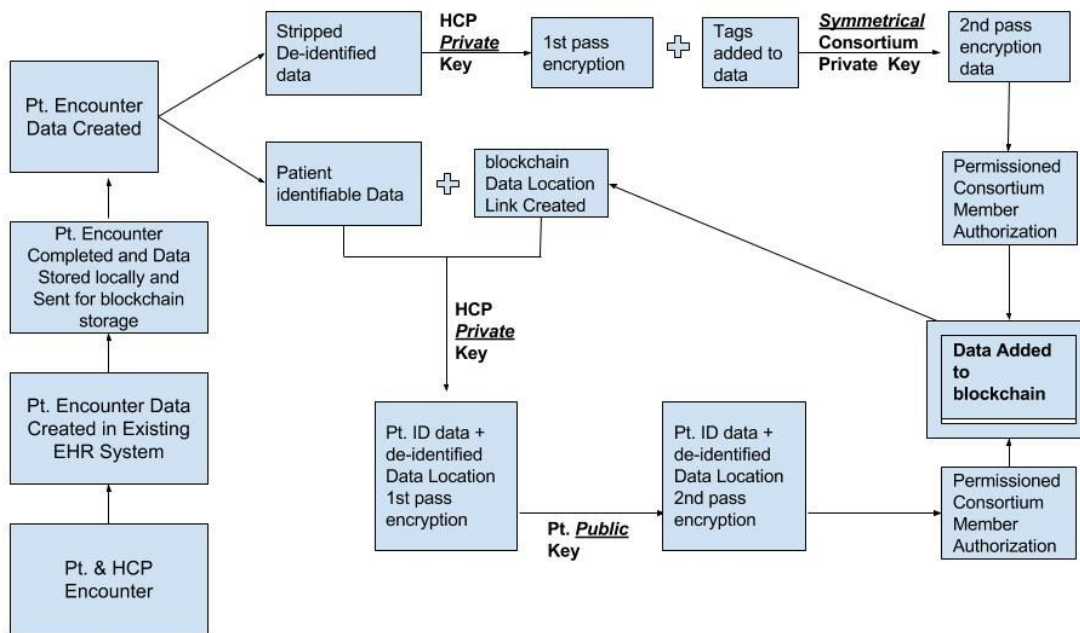 Stripped
De-identified
data
HCP
Private
Key
1st pass
encryption
Tags
added to
data
Symmetrical
Consortium
Private Key
2nd pass
encryption
data
Pt. Encounter
Data Created
Patient
identifiable Data
blockchain
Data Location
Link Created
Permissioned
Consortium
Member
Authorization
Pt. Encounter
Completed and Data
Stored locally and
Sent for blockchain
storage
HCP
Private
Key
Data Added
to
blockchain
Pt. Encounter Data
Created in Existing
EHR System
Pt. ID data +
de-identified
Data Location
1st pass
encryption
Pt. Public
Key
Pt. ID data +
de-identified
Data Location
2nd pass
encryption
Permissioned
Consortium
Member
Authorization
Pt. & HCP
Encounter